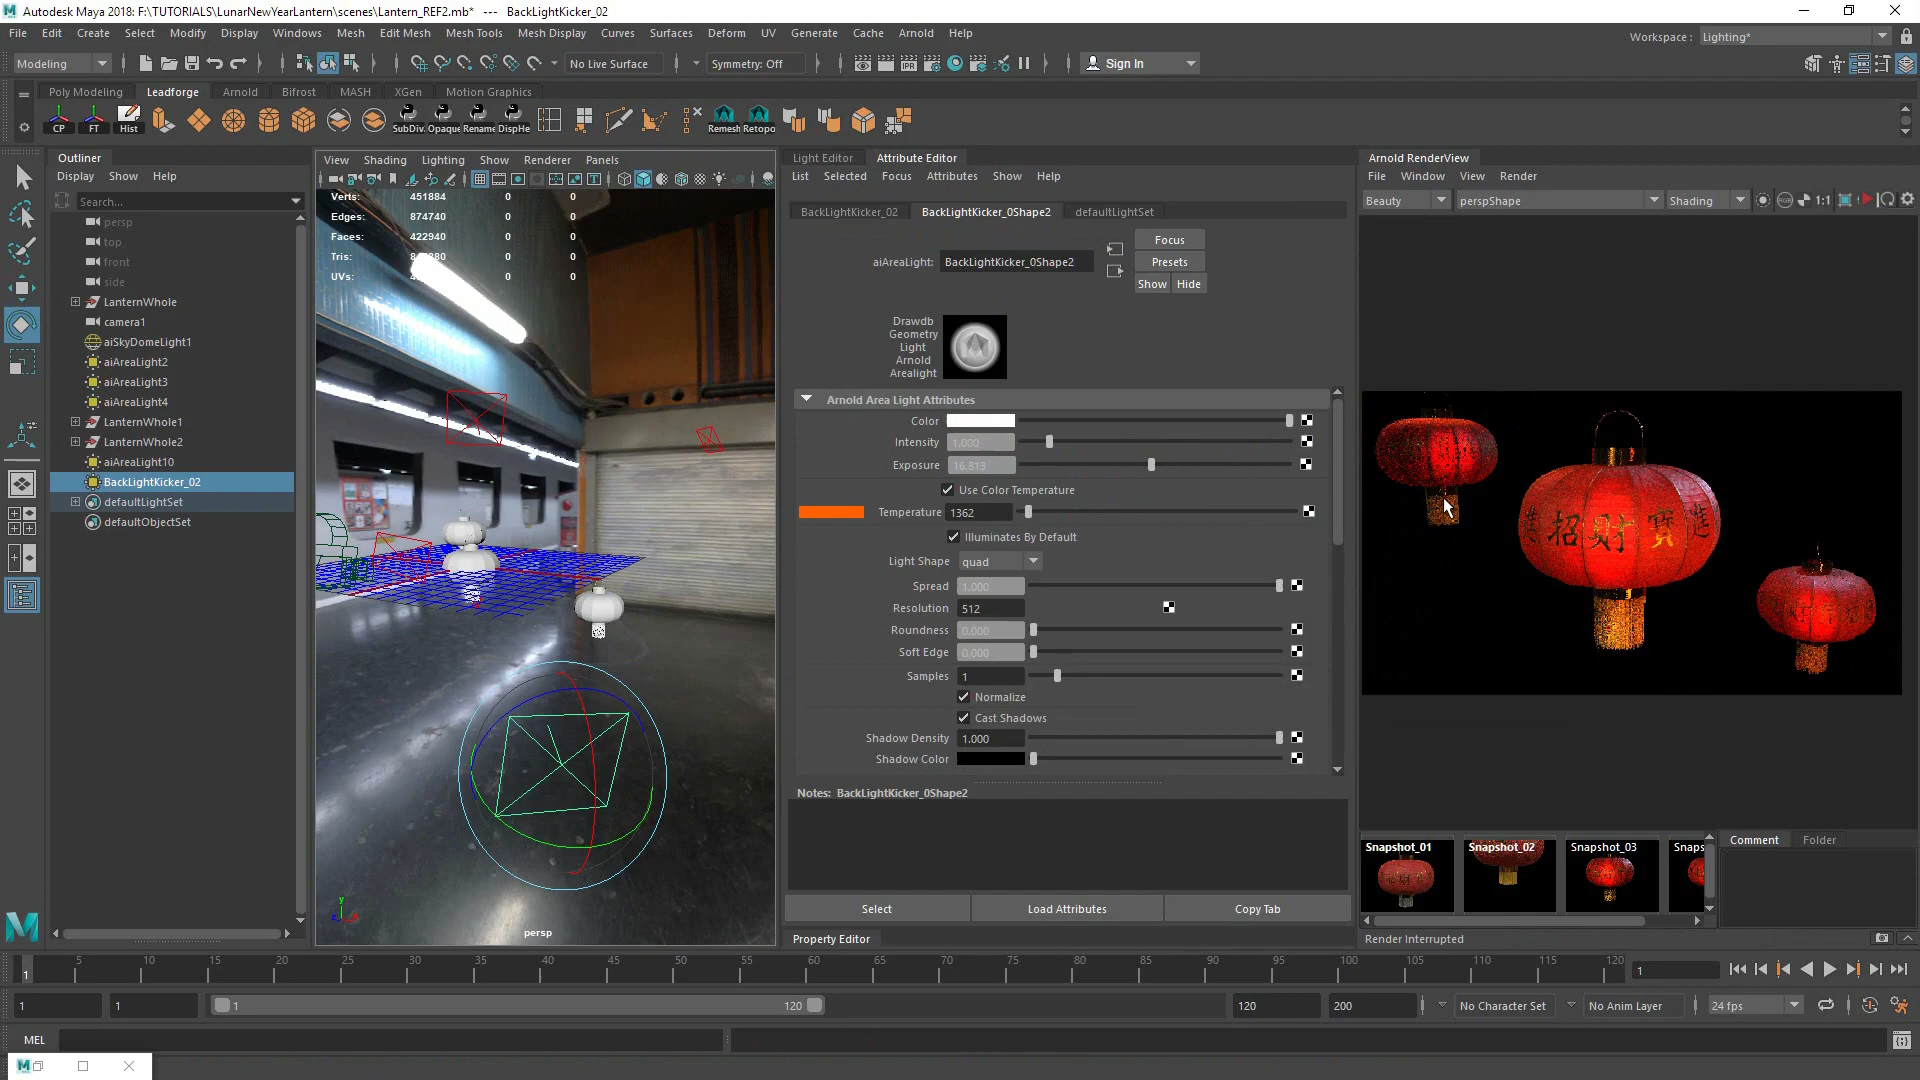 Autodesk Maya 2018: F:\TUTORIALS\LunarNewYearLantern\scenes\Lantern_REF2.mb* --- BackLightKicker_02
File Edit Create Select Modify Display Windows Mesh Edit Mesh Mesh Tools Mesh Display Curves Surfaces Deform UV Generate Cache Arnold Help
Workspace : Lighting*
Modeling No Live Surface Symmetry: Off Sign In
Poly Modeling Leadforge Arnold Bifrost MASH XGen Motion Graphics
CP FT Hist SubDiv Opaque Rename DispHe Remesh Retopo
Outliner
Display Show Help
Search...
persp
top
front
side
LanternWhole
camera1
aiSkyDomeLight1
aiAreaLight2
aiAreaLight3
aiAreaLight4
LanternWhole1
LanternWhole2
aiAreaLight10
BackLightKicker_02
defaultLightSet
defaultObjectSet
View Shading Lighting Show Renderer Panels
Verts: 451884 0 0
Edges: 874740 0 0
Faces: 422940 0 0
Tris: 0 0
UVs: 0 0
persp
Light Editor Attribute Editor
List Selected Focus Attributes Show Help
BackLightKicker_02 BackLightKicker_0Shape2 defaultLightSet
aiAreaLight: BackLightKicker_0Shape2
Focus
Presets
Show Hide
Drawdb
Geometry
Light
Arnold
Arealight
Arnold Area Light Attributes
Color
Intensity 1.000
Exposure 16.813
Use Color Temperature
Temperature 1362
Illuminates By Default
Light Shape quad
Spread 1.000
Resolution 512
Roundness 0.000
Soft Edge 0.000
Samples 1
Normalize
Cast Shadows
Shadow Density 1.000
Shadow Color
Notes: BackLightKicker_0Shape2
Select Load Attributes Copy Tab
Property Editor
Arnold RenderView
File Window View Render
Beauty perspShape Shading 1:1
進招財寶進
Snapshot_01 Snapshot_02 Snapshot_03 Snaps
Comment Folder
Render Interrupted
1 5 10 15 20 25 30 35 40 45 50 55 60 65 70 75 80 85 90 95 100 105 110 115 120 1
1 1 1 120 120 200 No Character Set No Anim Layer 24 fps
MEL